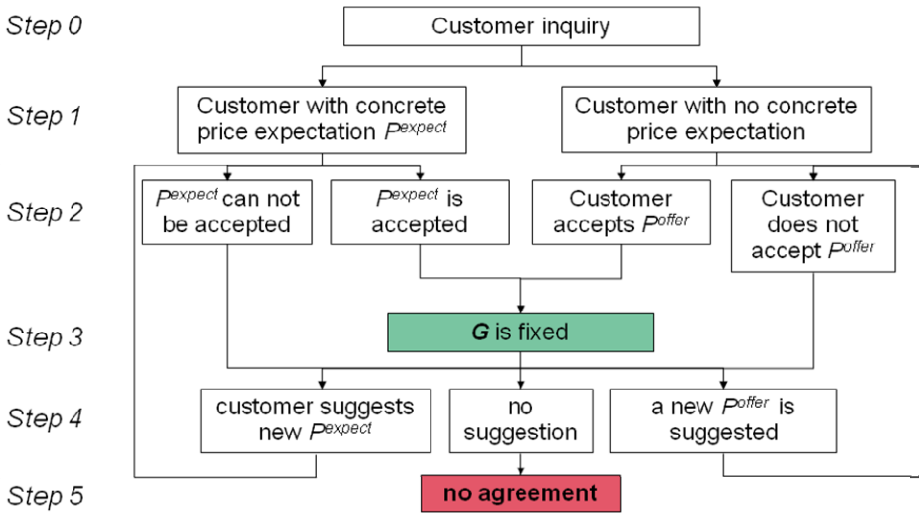 Step 0
Customer inquiry
Step 1
Customer with concrete
price expectation P^expect
Customer with no concrete
price expectation
Step 2
P^expect can not
be accepted
P^expect is
accepted
Customer
accepts P^offer
Customer
does not
accept P^offer
Step 3
G is fixed
Step 4
customer suggests
new P^expect
no
suggestion
a new P^offer is
suggested
Step 5
no agreement